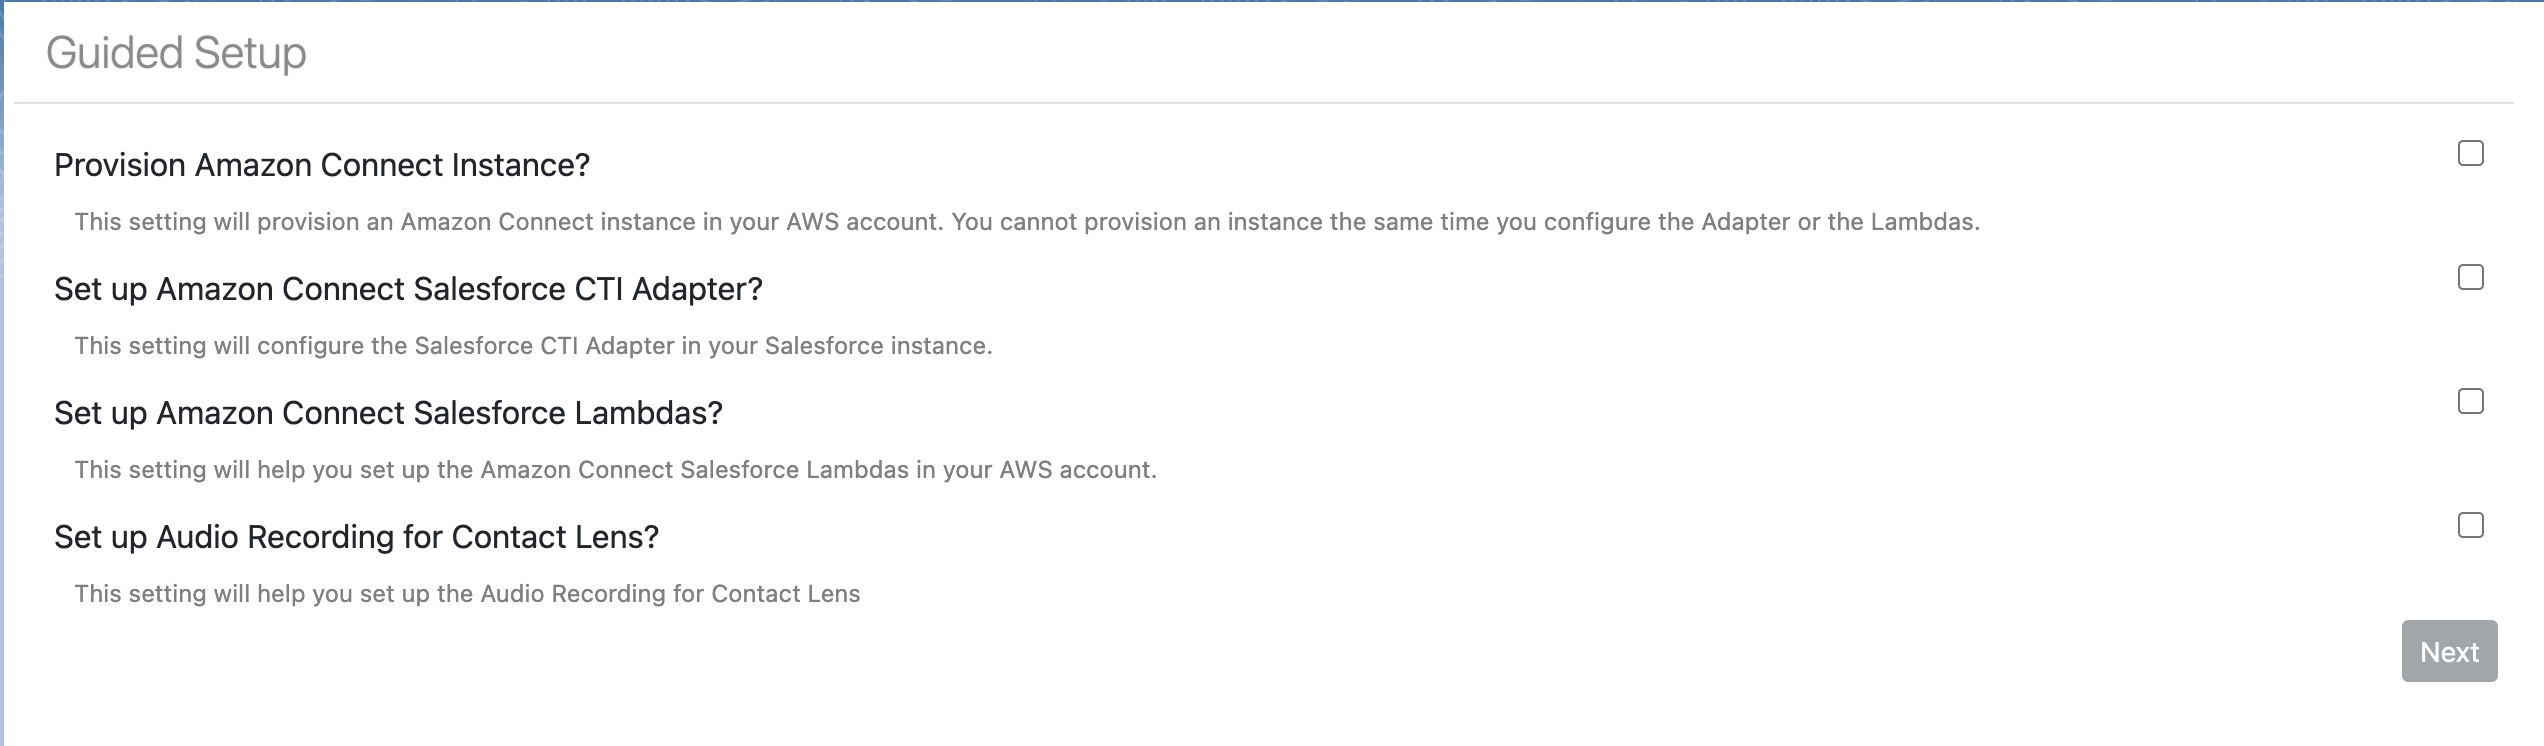 Guided Setup
Provision Amazon Connect Instance?
This setting will provision an Amazon Connect instance in your AWS account. You cannot provision an instance the same time you configure the Adapter or the Lambdas.
Set up Amazon Connect Salesforce CTI Adapter?
This setting will configure the Salesforce CTI Adapter in your Salesforce instance.
Set up Amazon Connect Salesforce Lambdas?
This setting will help you set up the Amazon Connect Salesforce Lambdas in your AWS account.
Set up Audio Recording for Contact Lens?
This setting will help you set up the Audio Recording for Contact Lens
Next